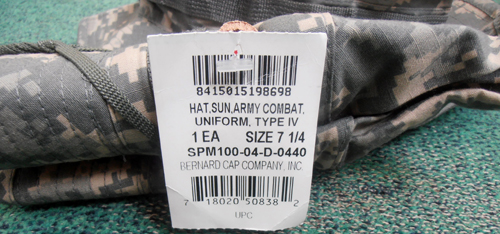 8415015198698
HAT,SUN,ARMY COMBAT,
UNIFORM, TYPE IV
1 EA SIZE 7 1/4
SPM100-04-D-0440
BERNARD CAP COMPANY, INC.
7 18020 50838 2
UPC